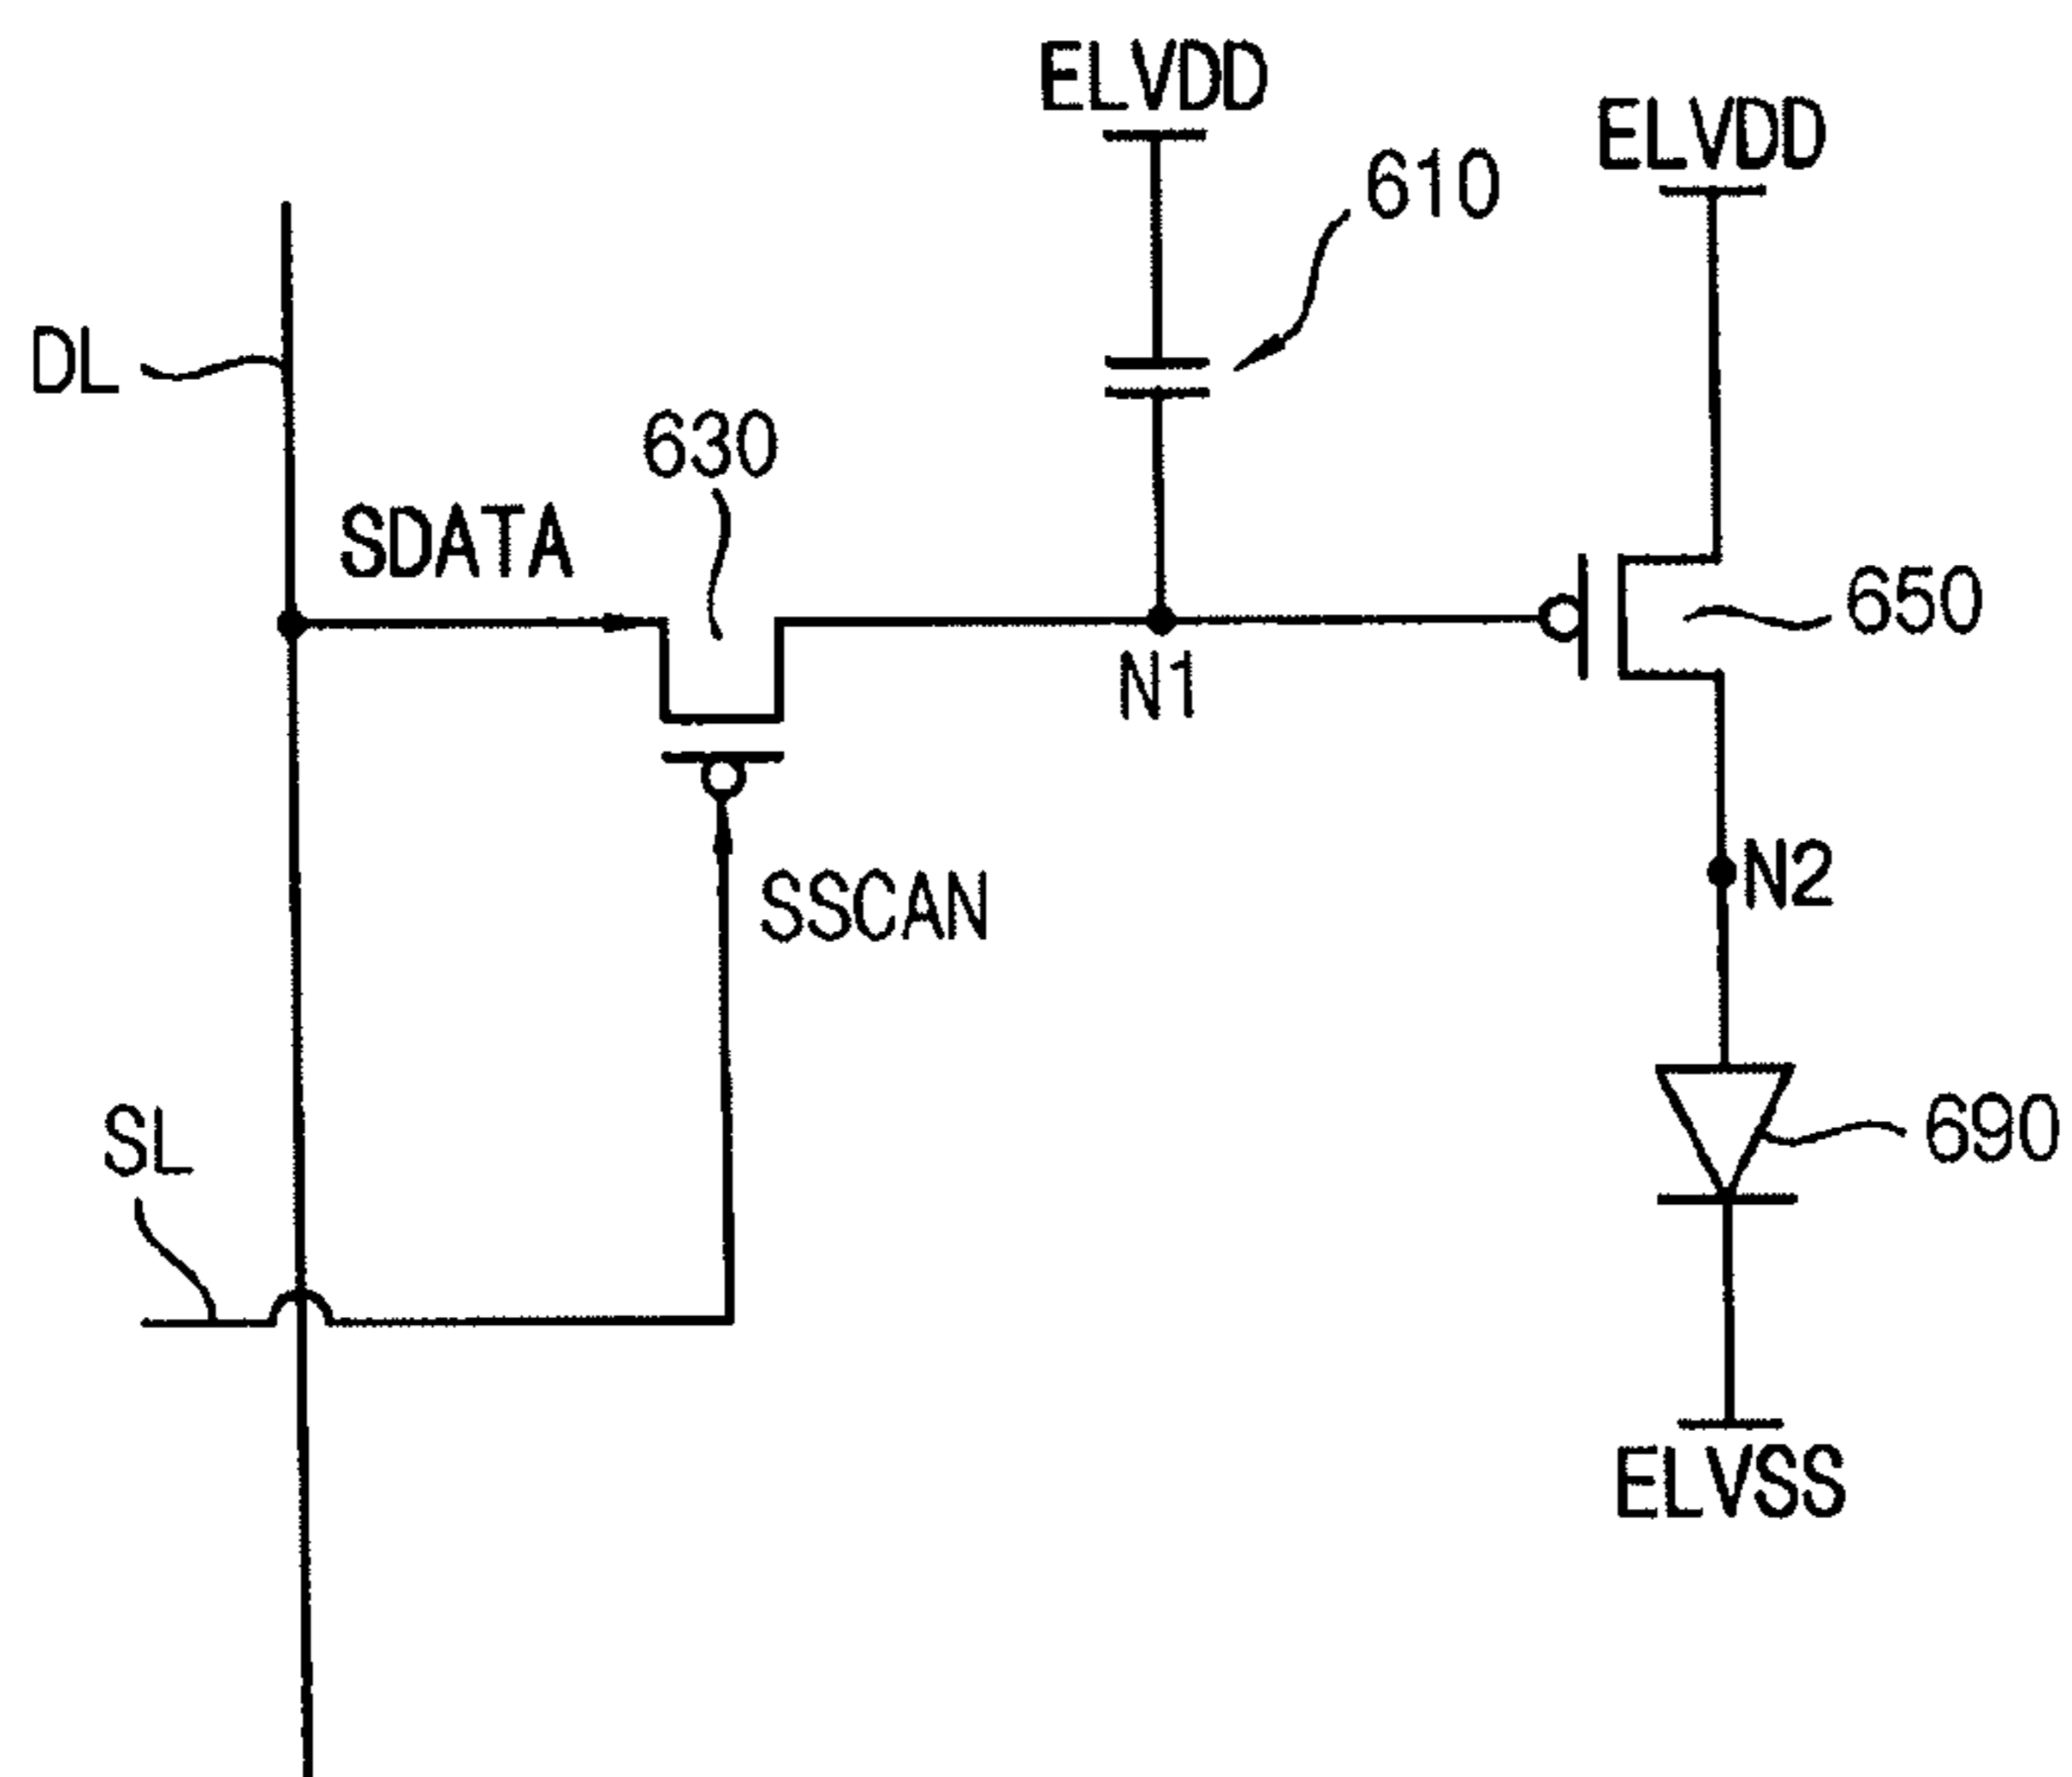 ELVDD
ELVDD
610
DL
630
SDATA
650
N1
N2
SSCAN
SL
690
ELVSS